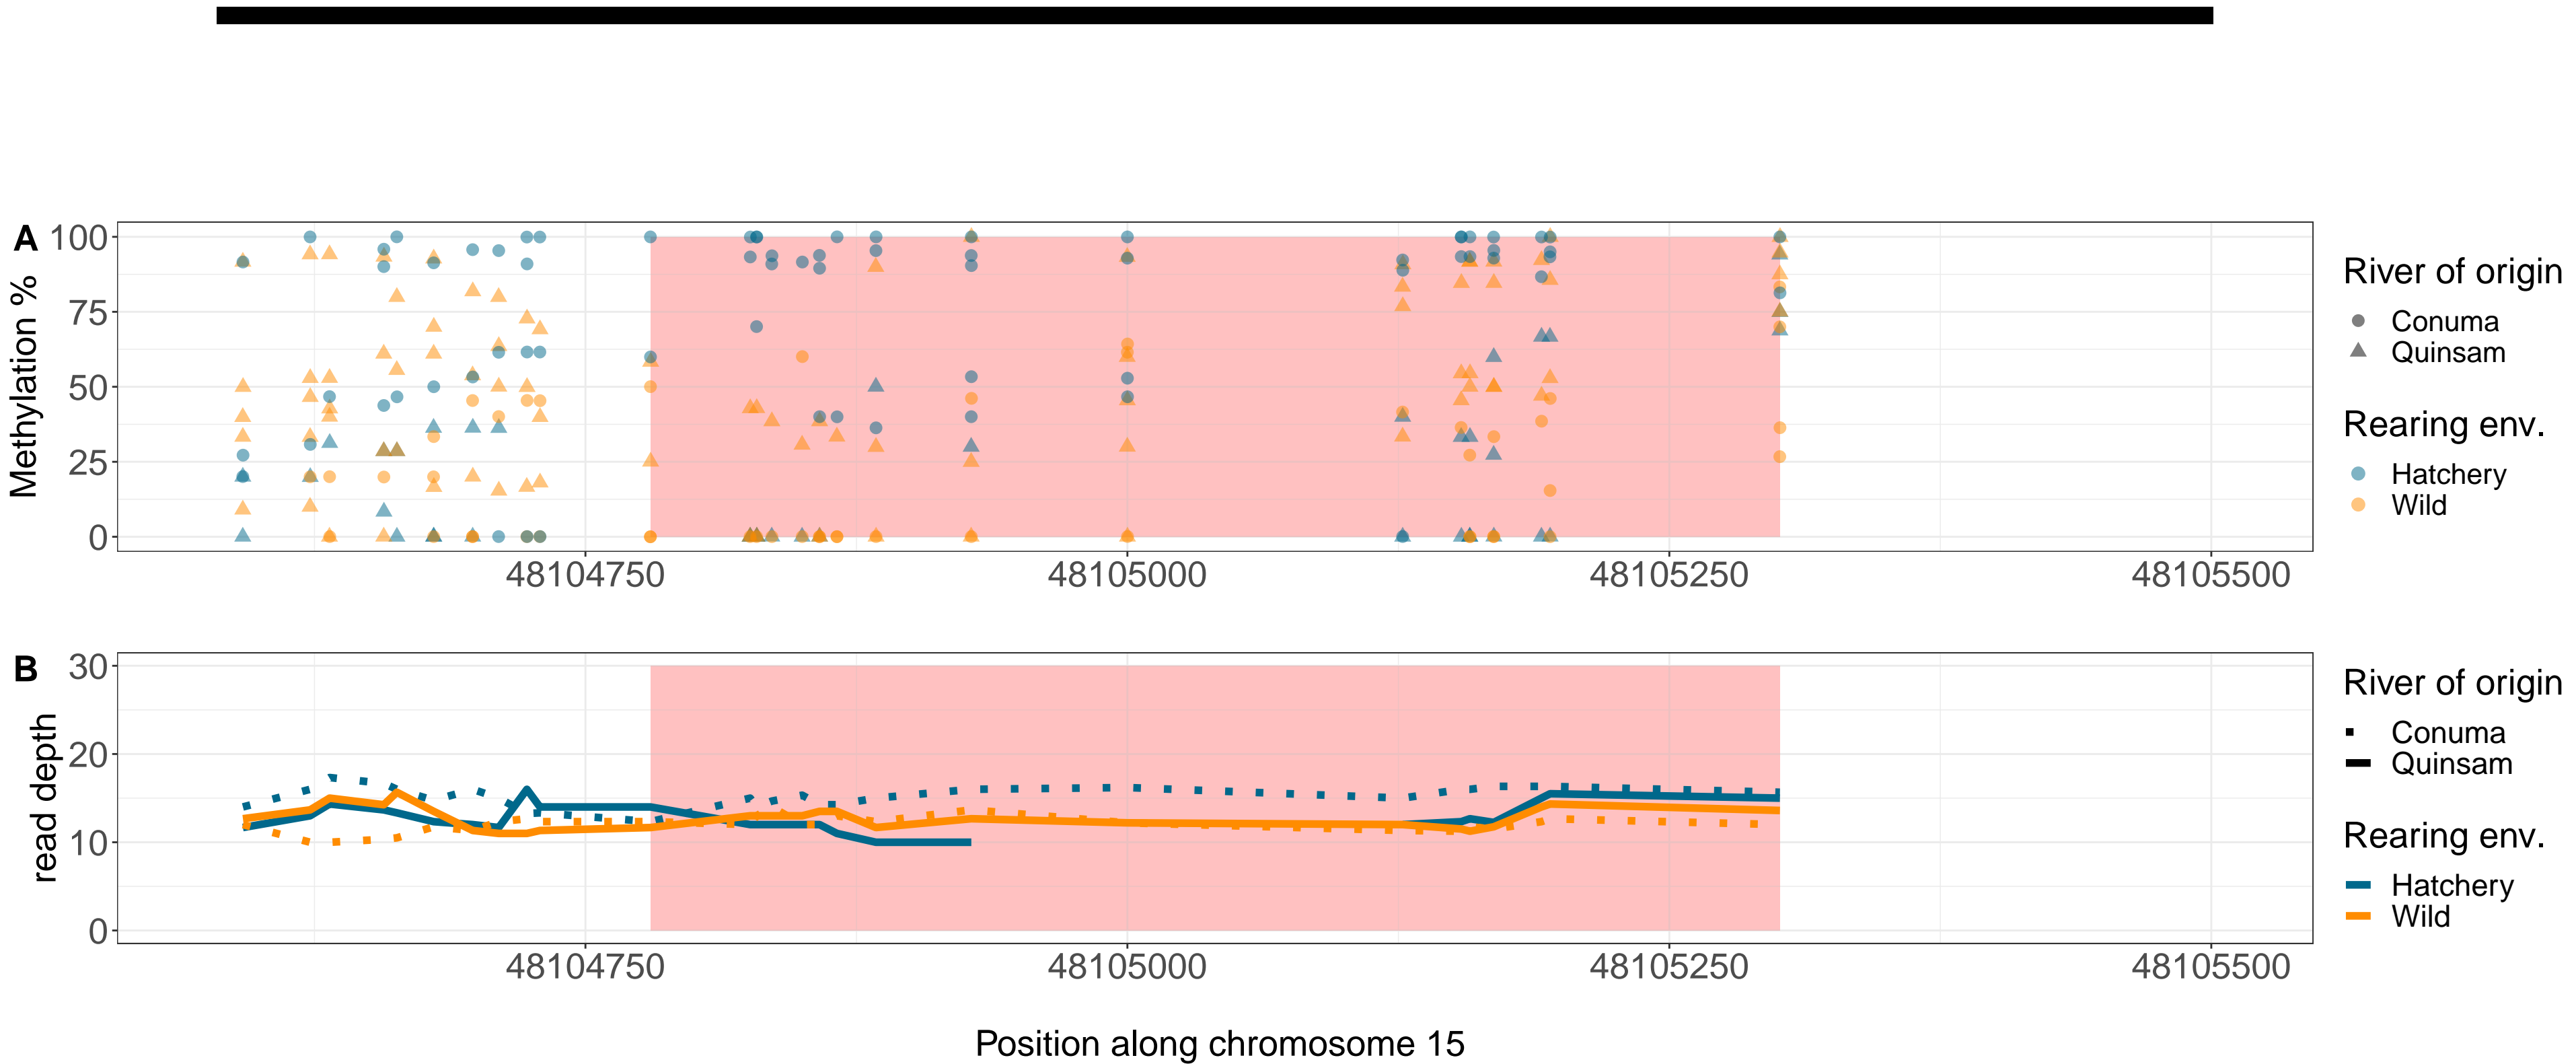 A
Methylation %
100
75
50
25
0
48104750
48105000
48105250
48105500
River of origin
Conuma
Quinsam
Rearing env.
Hatchery
Wild
B
read depth
30
20
10
0
48104750
48105000
48105250
48105500
River of origin
Conuma
Quinsam
Rearing env.
Hatchery
Wild
Position along chromosome 15